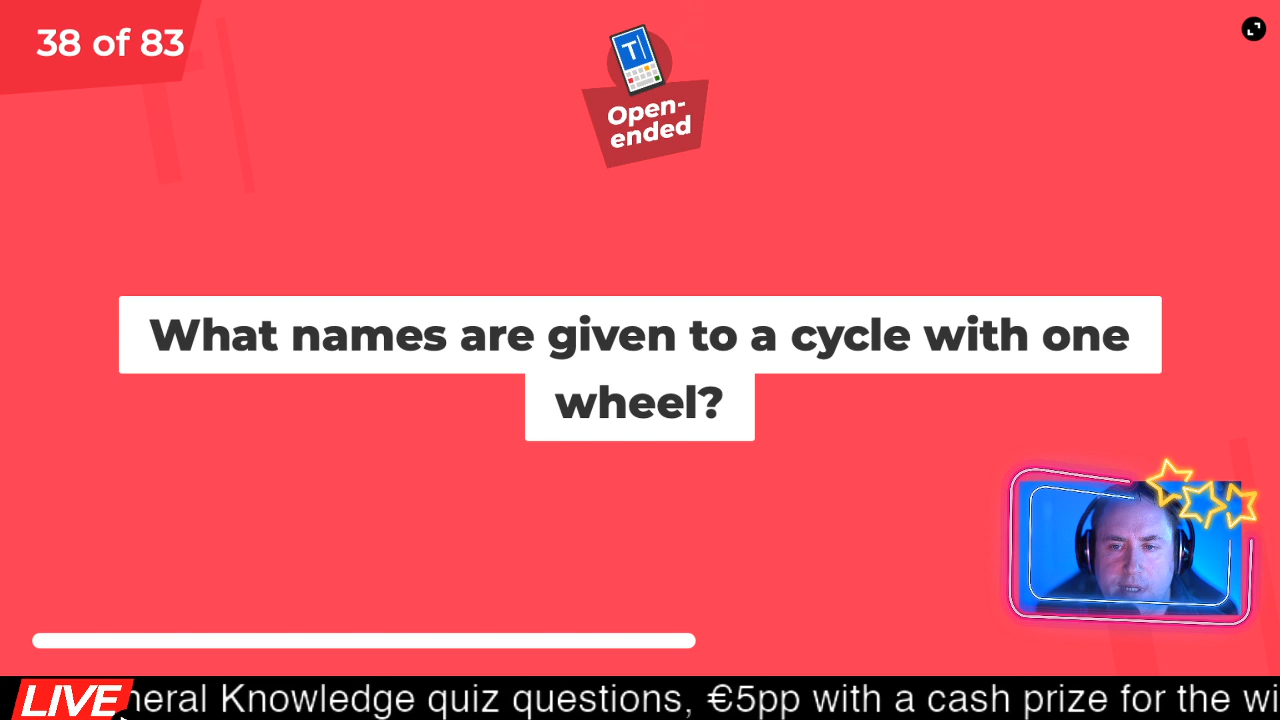 38 of 83
T
Open-
ended
What names are given to a cycle with one
wheel?
LIVE
neral Knowledge quiz questions, €5pp with a cash prize for the wi